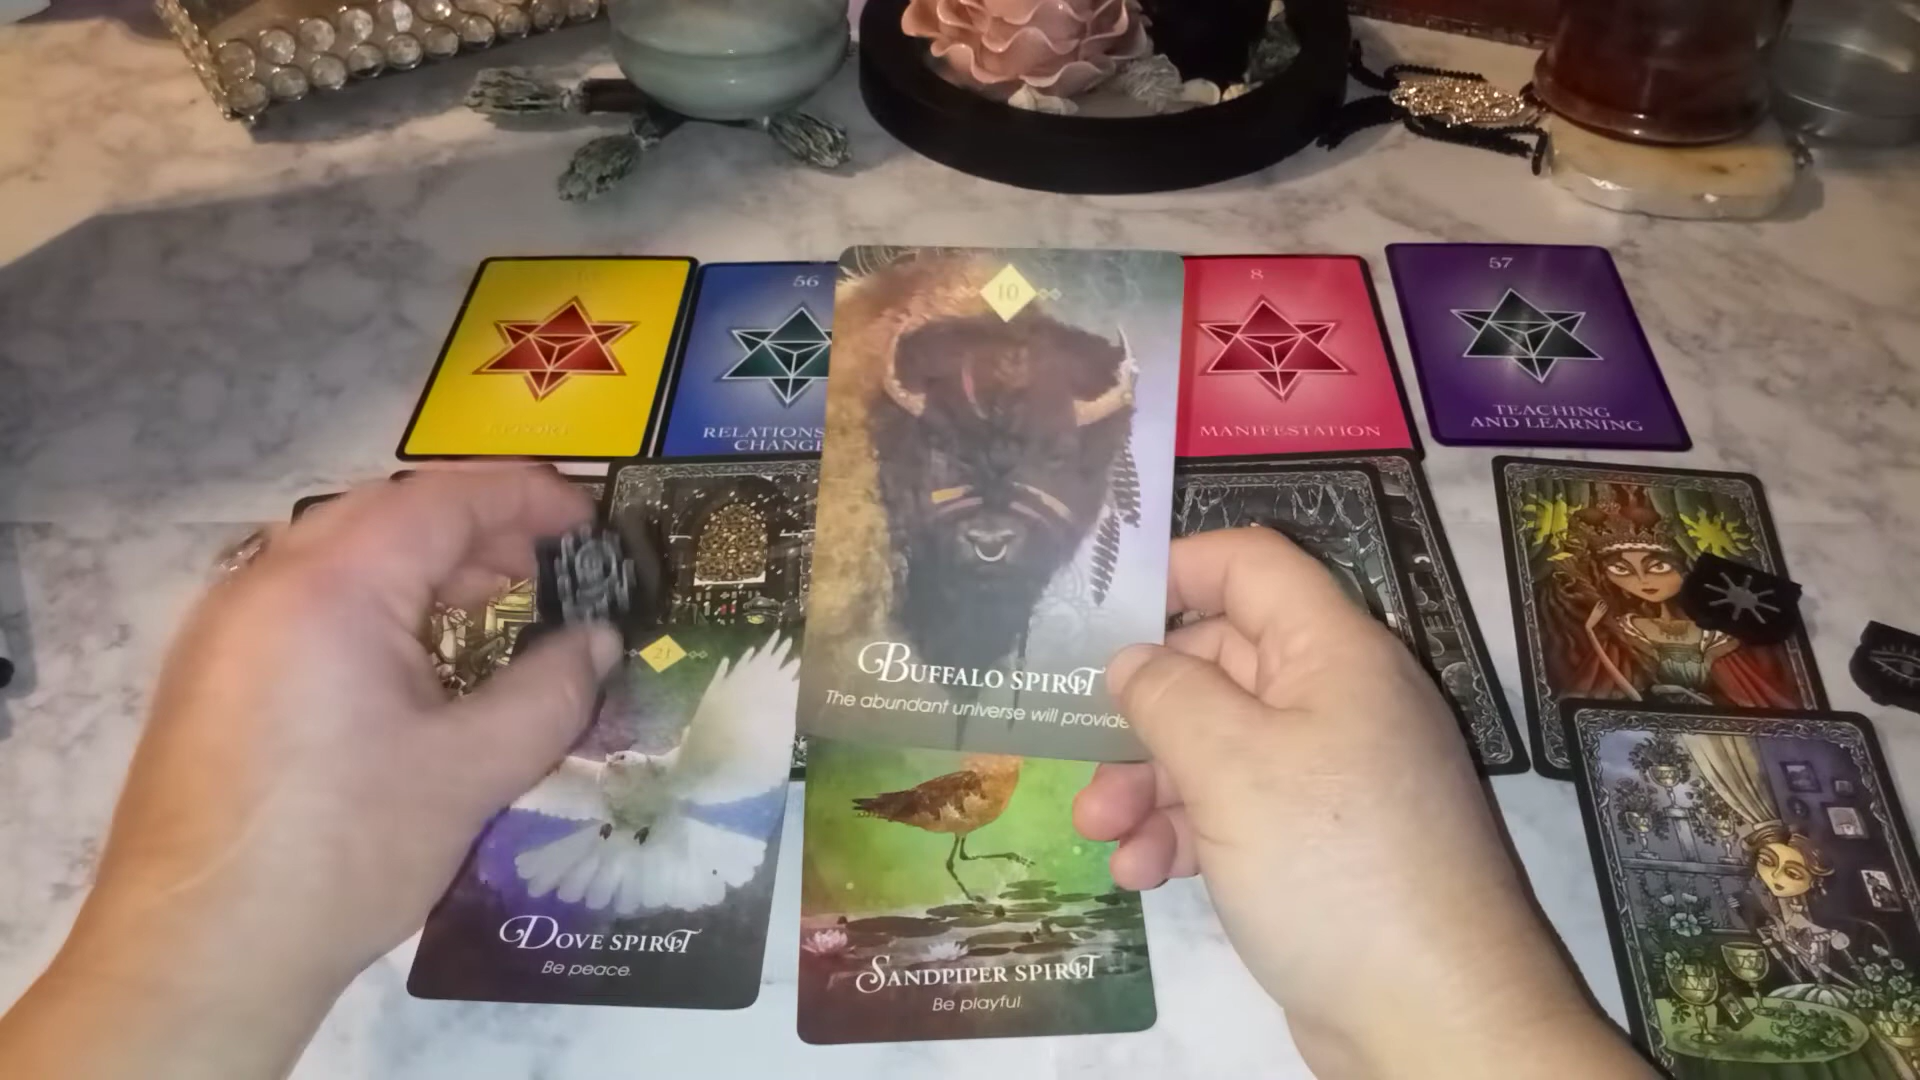 56
RELATIONS
CHANGE
10
8
MANIFESTATION
57
TEACHING
AND LEARNING
BUFFALO SPIRIT
The abundant universe will provide
21
DOVE SPIRIT
Be peace.
SANDPIPER SPIRIT
Be playful